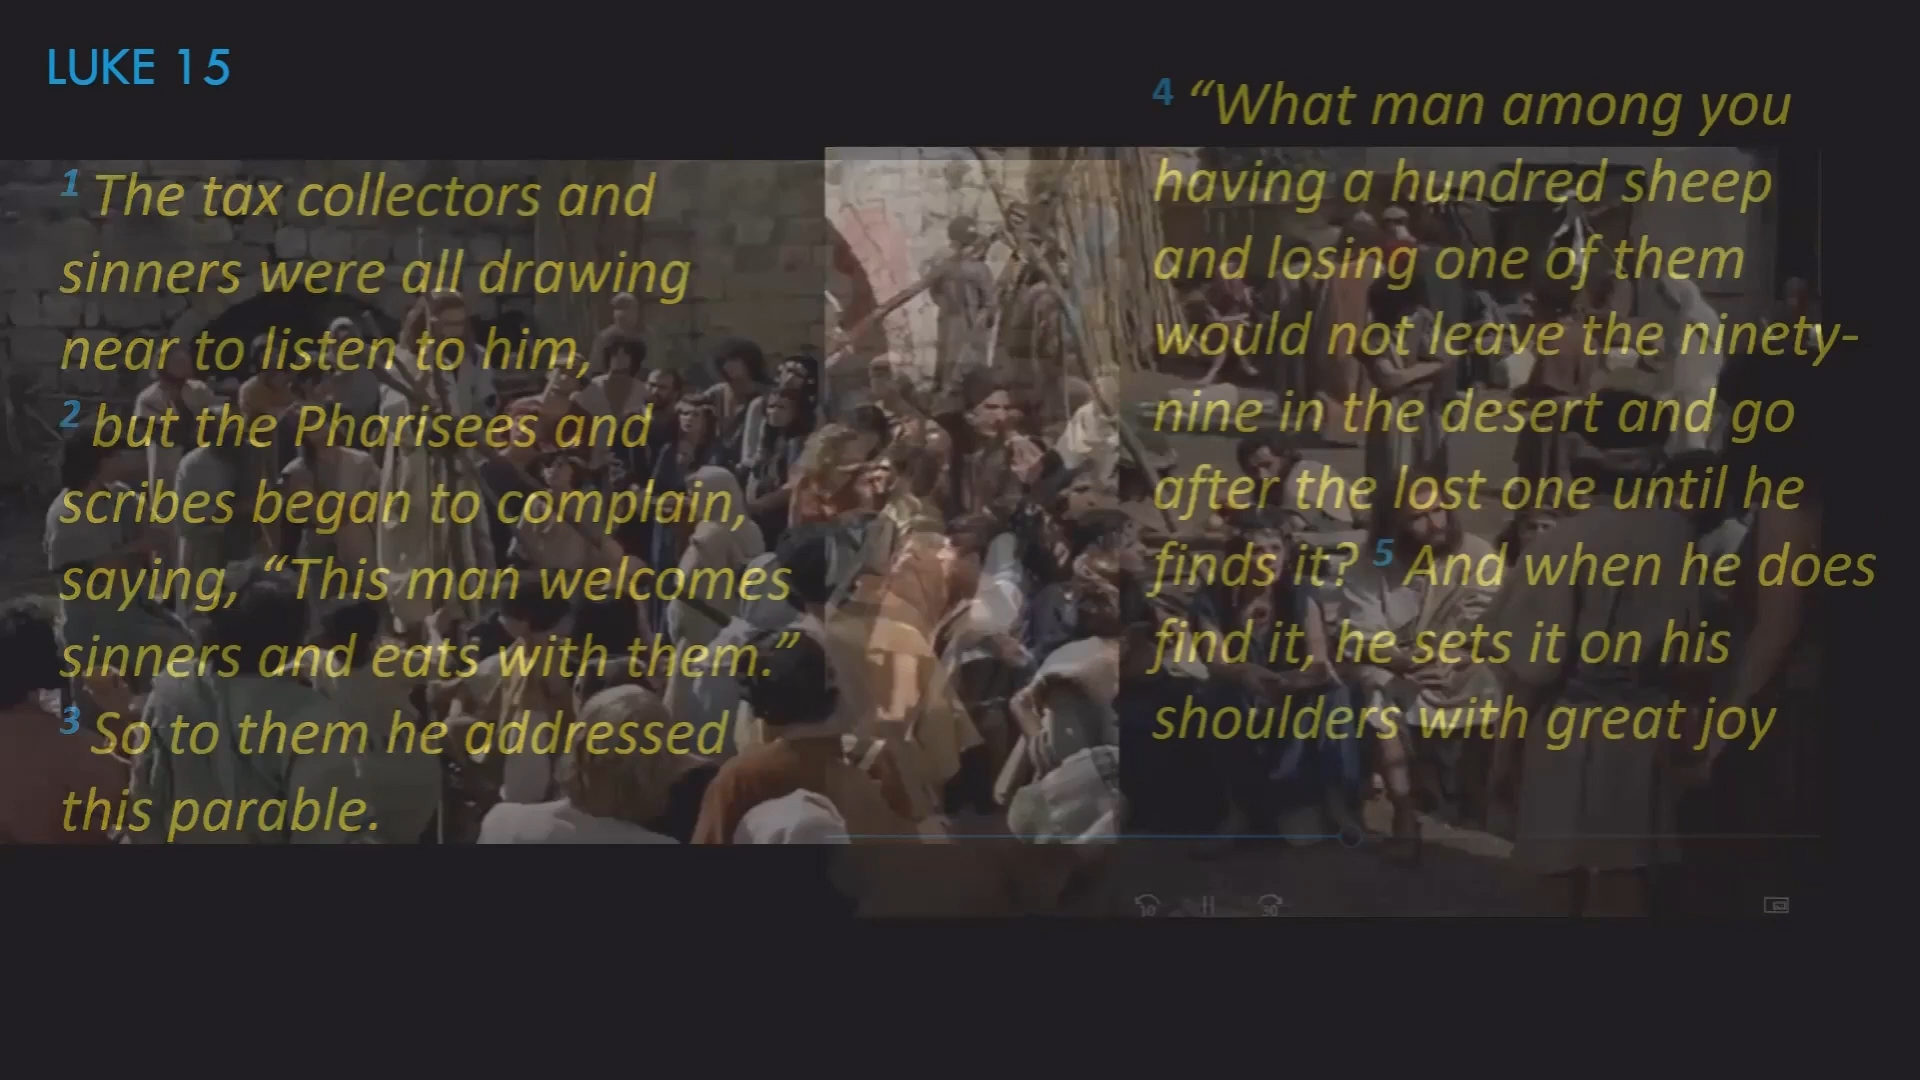 LUKE 15
1 The tax collectors and
sinners were all drawing
near to listen to him,
2 but the Pharisees and
scribes began to complain,
saying, “This man welcomes
sinners and eats with them.”
3 So to them he addressed
this parable.
4 “What man among you
having a hundred sheep
and losing one of them
would not leave the ninety-
nine in the desert and go
after the lost one until he
finds it? 5 And when he does
find it, he sets it on his
shoulders with great joy
10 30